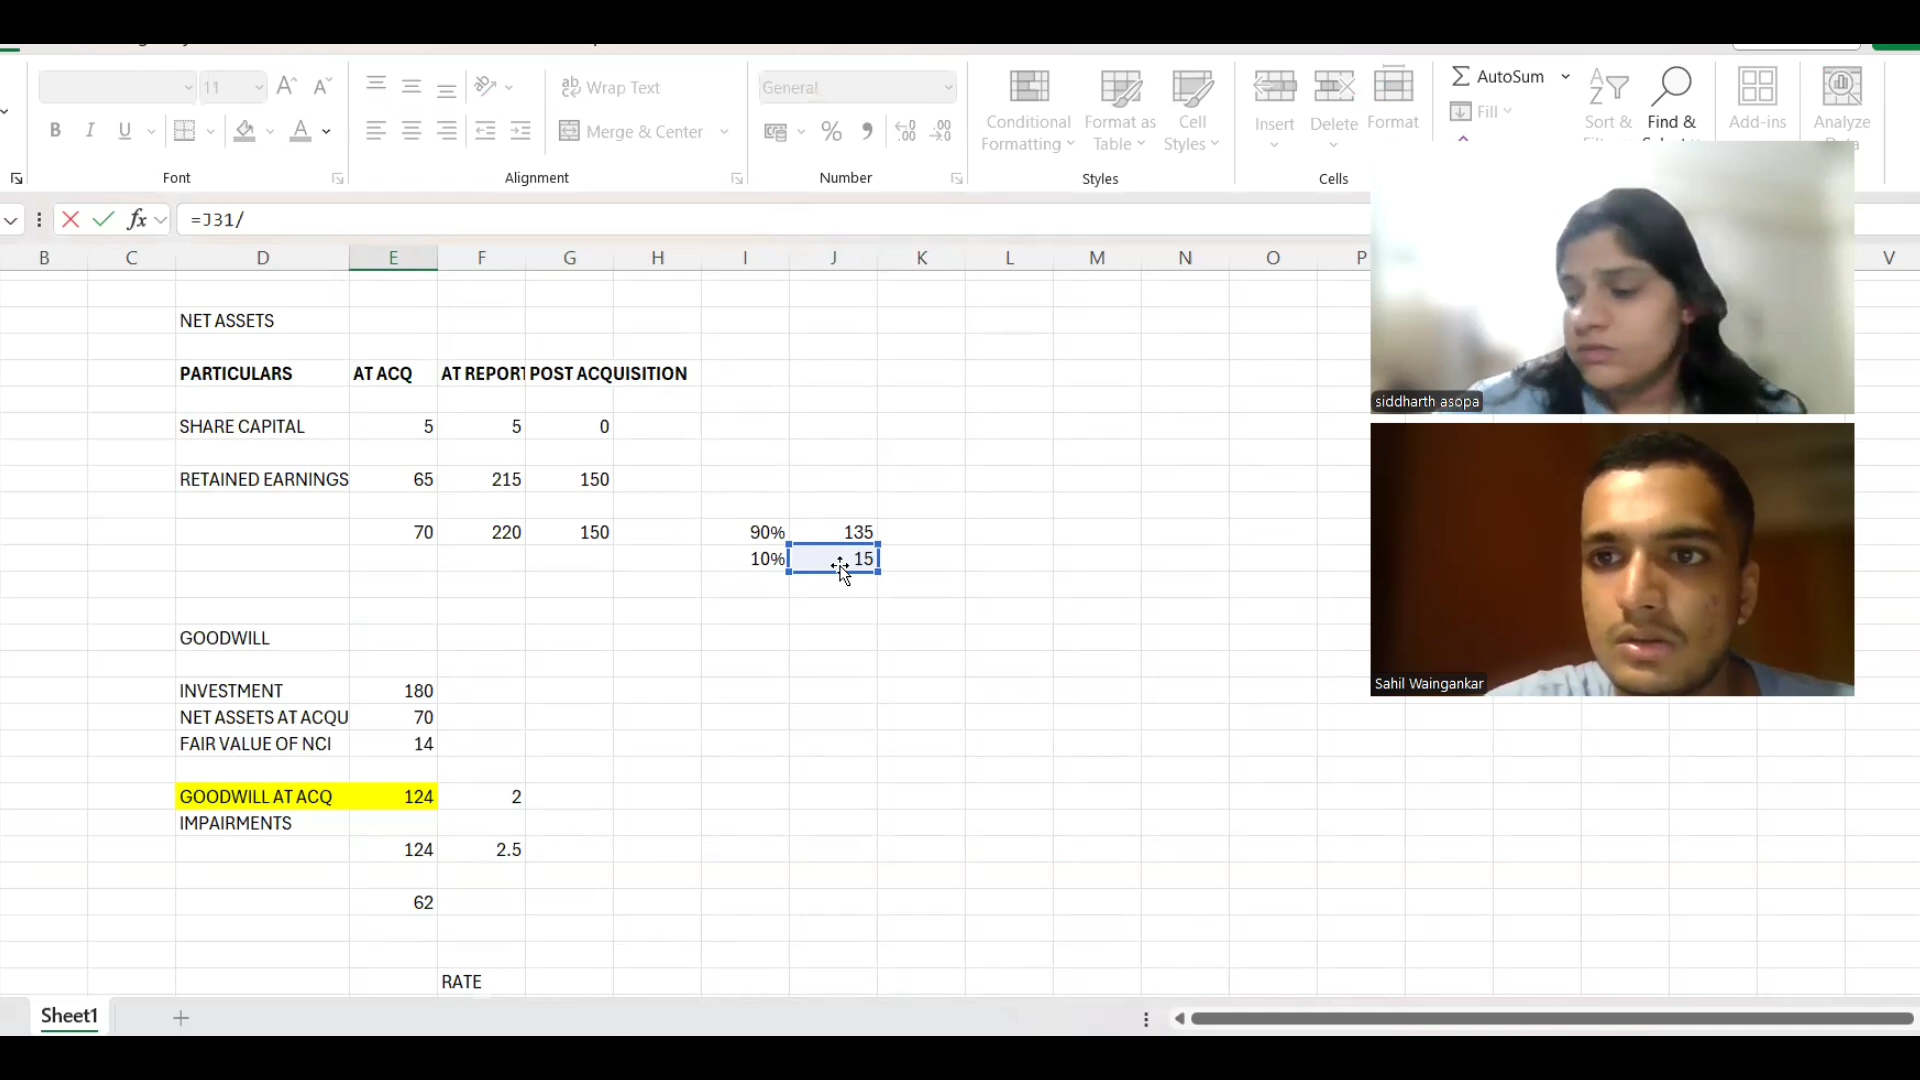 11
Wrap Text
General
AutoSum
B I U
Merge & Center
Conditional Formatting
Format as Table
Cell Styles
Insert
Delete
Format
Fill
Sort &
Find &
Add-ins
Analyze
Font
Alignment
Number
Styles
Cells
fx =J31/
B C D E F G H I J K L M N O P V
NET ASSETS
PARTICULARS AT ACQ AT REPORT POST ACQUISITION
SHARE CAPITAL 5 5 0
RETAINED EARNINGS 65 215 150
70 220 150 90% 135
10% 15
GOODWILL
INVESTMENT 180
NET ASSETS AT ACQU 70
FAIR VALUE OF NCI 14
GOODWILL AT ACQ 124 2
IMPAIRMENTS
124 2.5
62
RATE
Sheet1
siddharth asopa
Sahil Waingankar